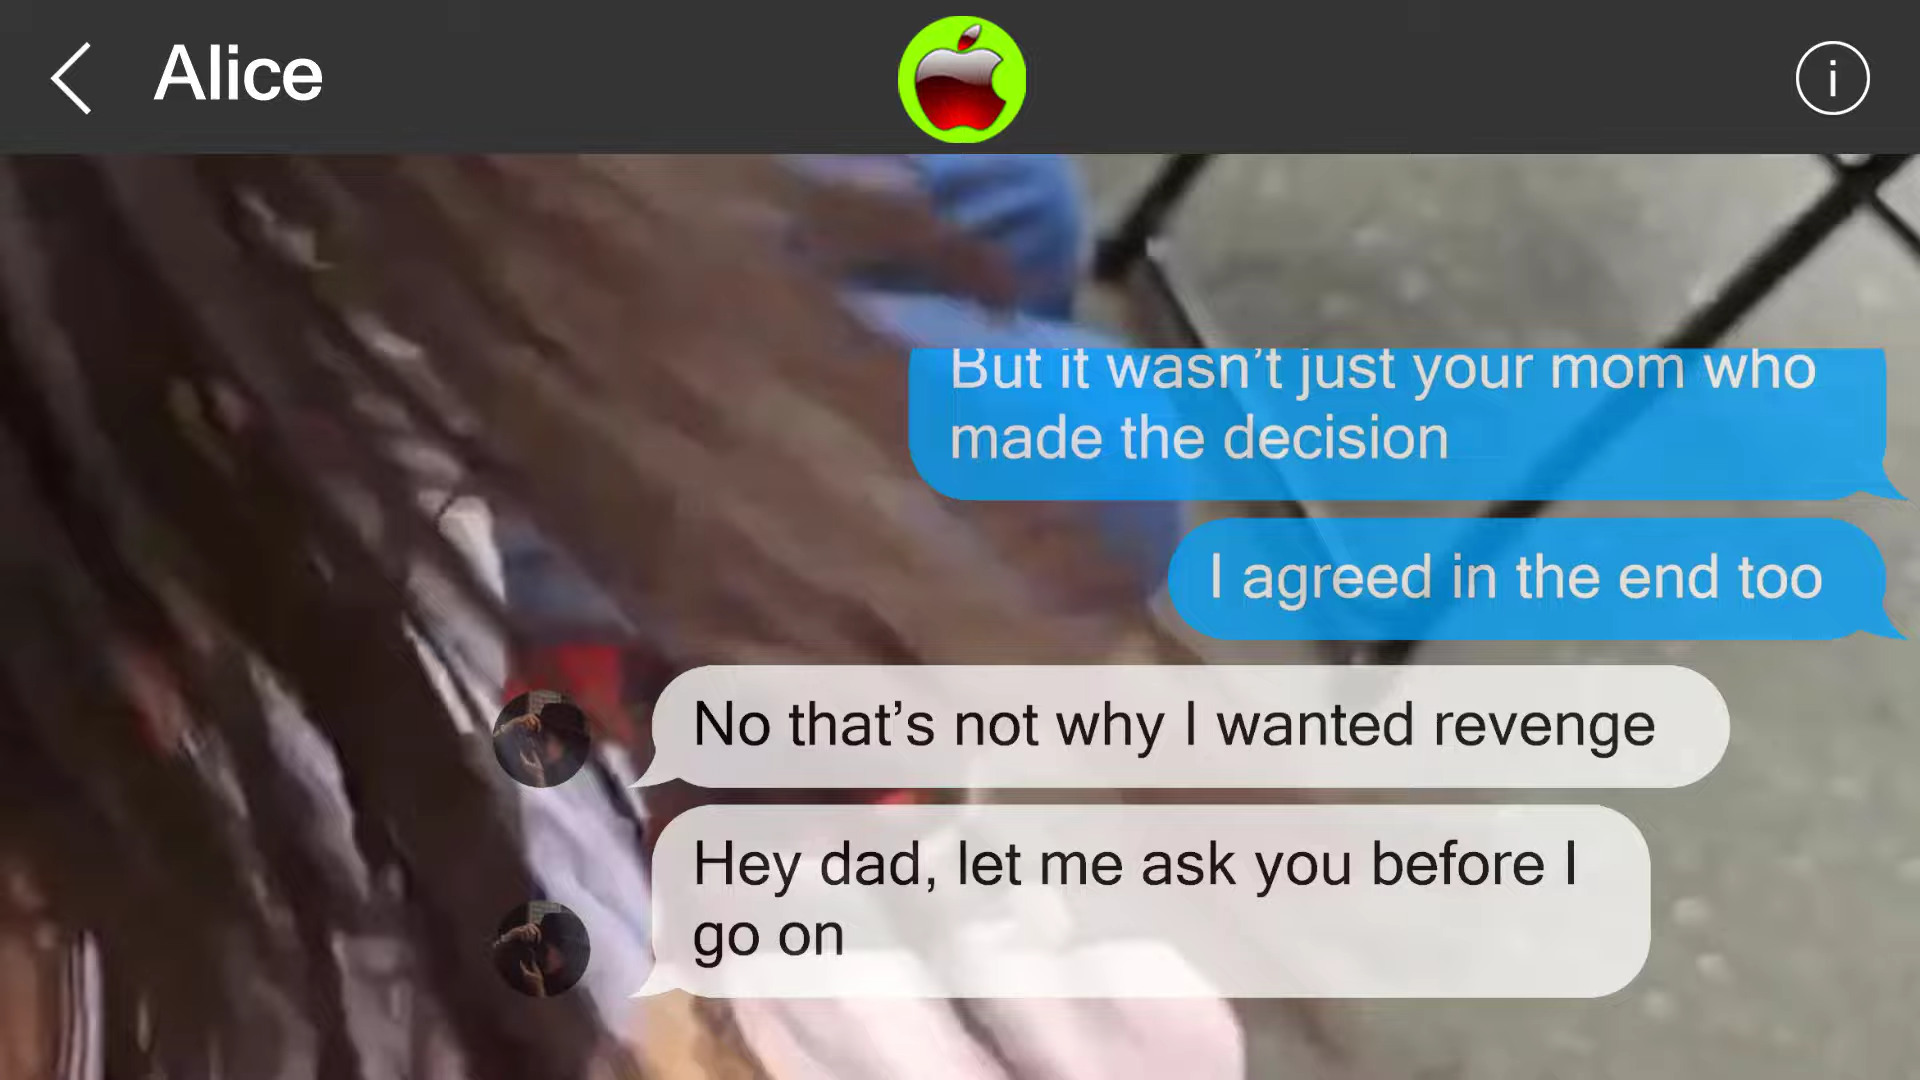 Alice
But it wasn’t just your mom who
made the decision
I agreed in the end too
No that’s not why I wanted revenge
Hey dad, let me ask you before I
go on